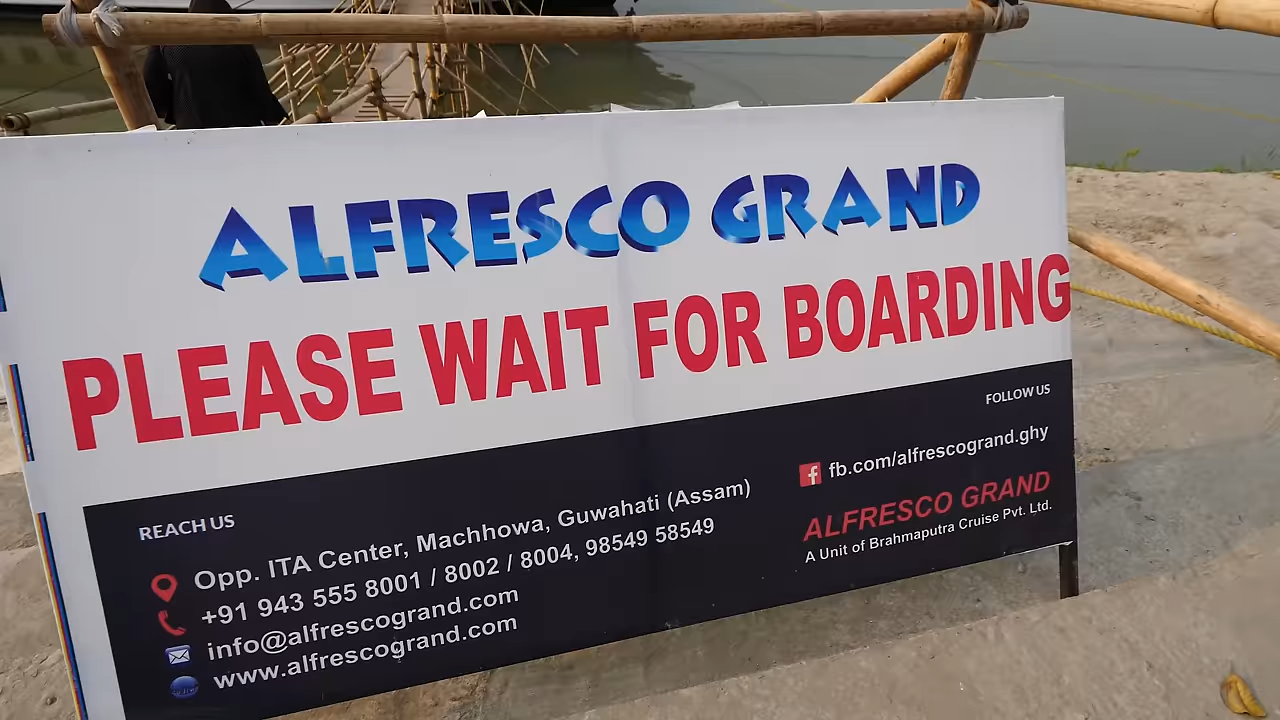 ALFRESCO GRAND
PLEASE WAIT FOR BOARDING
REACH US
Opp. ITA Center, Machhowa, Guwahati (Assam)
+91 943 555 8001 / 8002 / 8004, 98549 58549
info@alfrescogrand.com
www.alfrescogrand.com
FOLLOW US
fb.com/alfrescogrand.ghy
ALFRESCO GRAND
A Unit of Brahmaputra Cruise Pvt. Ltd.